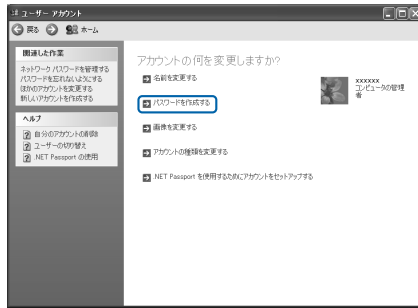 ユーザー アカウント
戻る ホーム
関連した作業
ネットワーク パスワードを管理する
パスワードを忘れないようにする
ほかのアカウントを変更する
新しいアカウントを作成する
ヘルプ
自分のアカウントの削除
ユーザーの切り替え
.NET Passport の使用
アカウントの何を変更しますか?
名前を変更する
パスワードを作成する
画像を変更する
アカウントの種類を変更する
.NET Passport を使用するためにアカウントをセットアップする
xxxxxx
コンピュータの管理
者